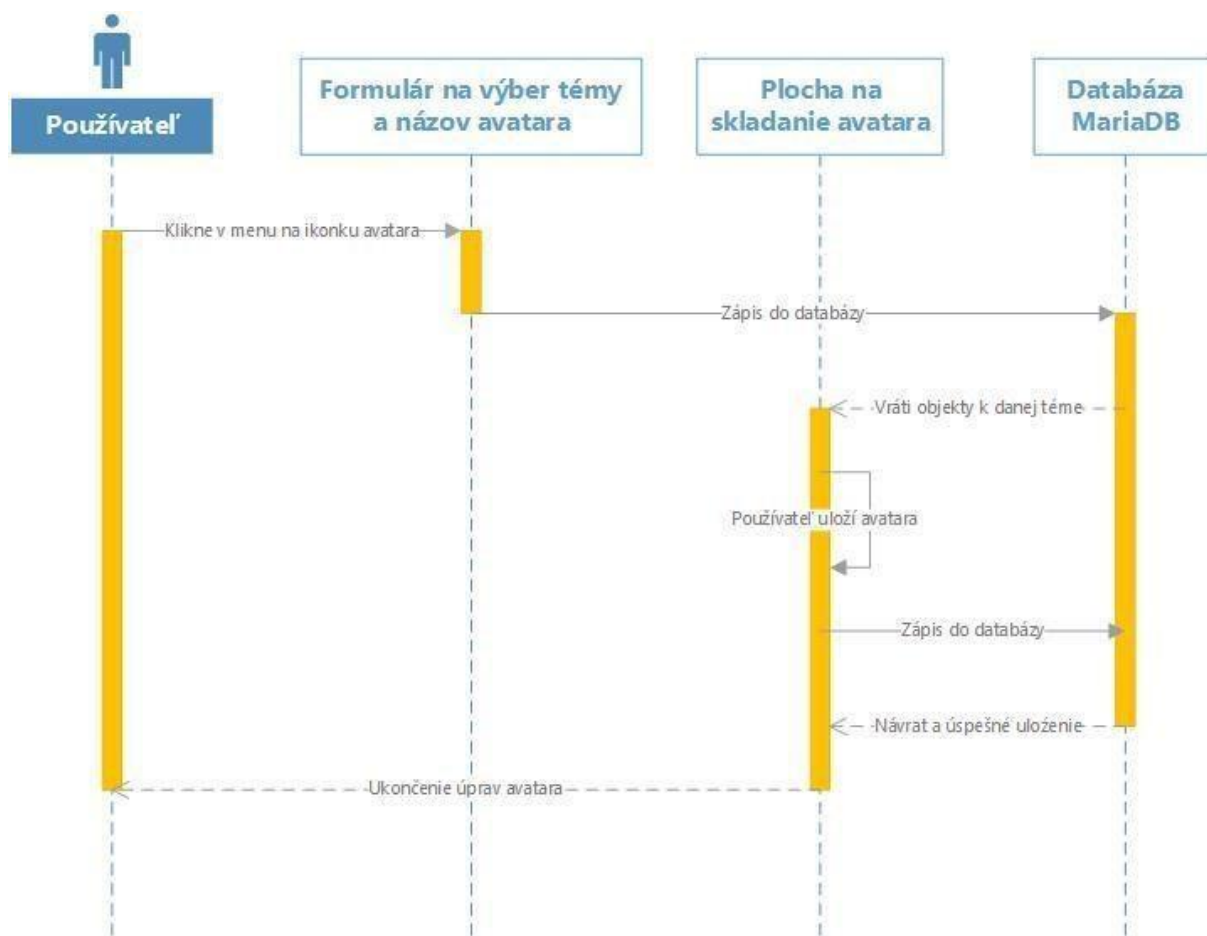 Používateľ
Formulár na výber témy
a názov avatara
Plocha na
skladanie avatara
Databáza
MariaDB
Klikne v menu na ikonku avatara
Zápis do databázy
Vráti objekty k danej téme
Používateľ uloží avatara
Zápis do databázy
Návrat a úspešné uloženie
Ukončenie úprav avatara